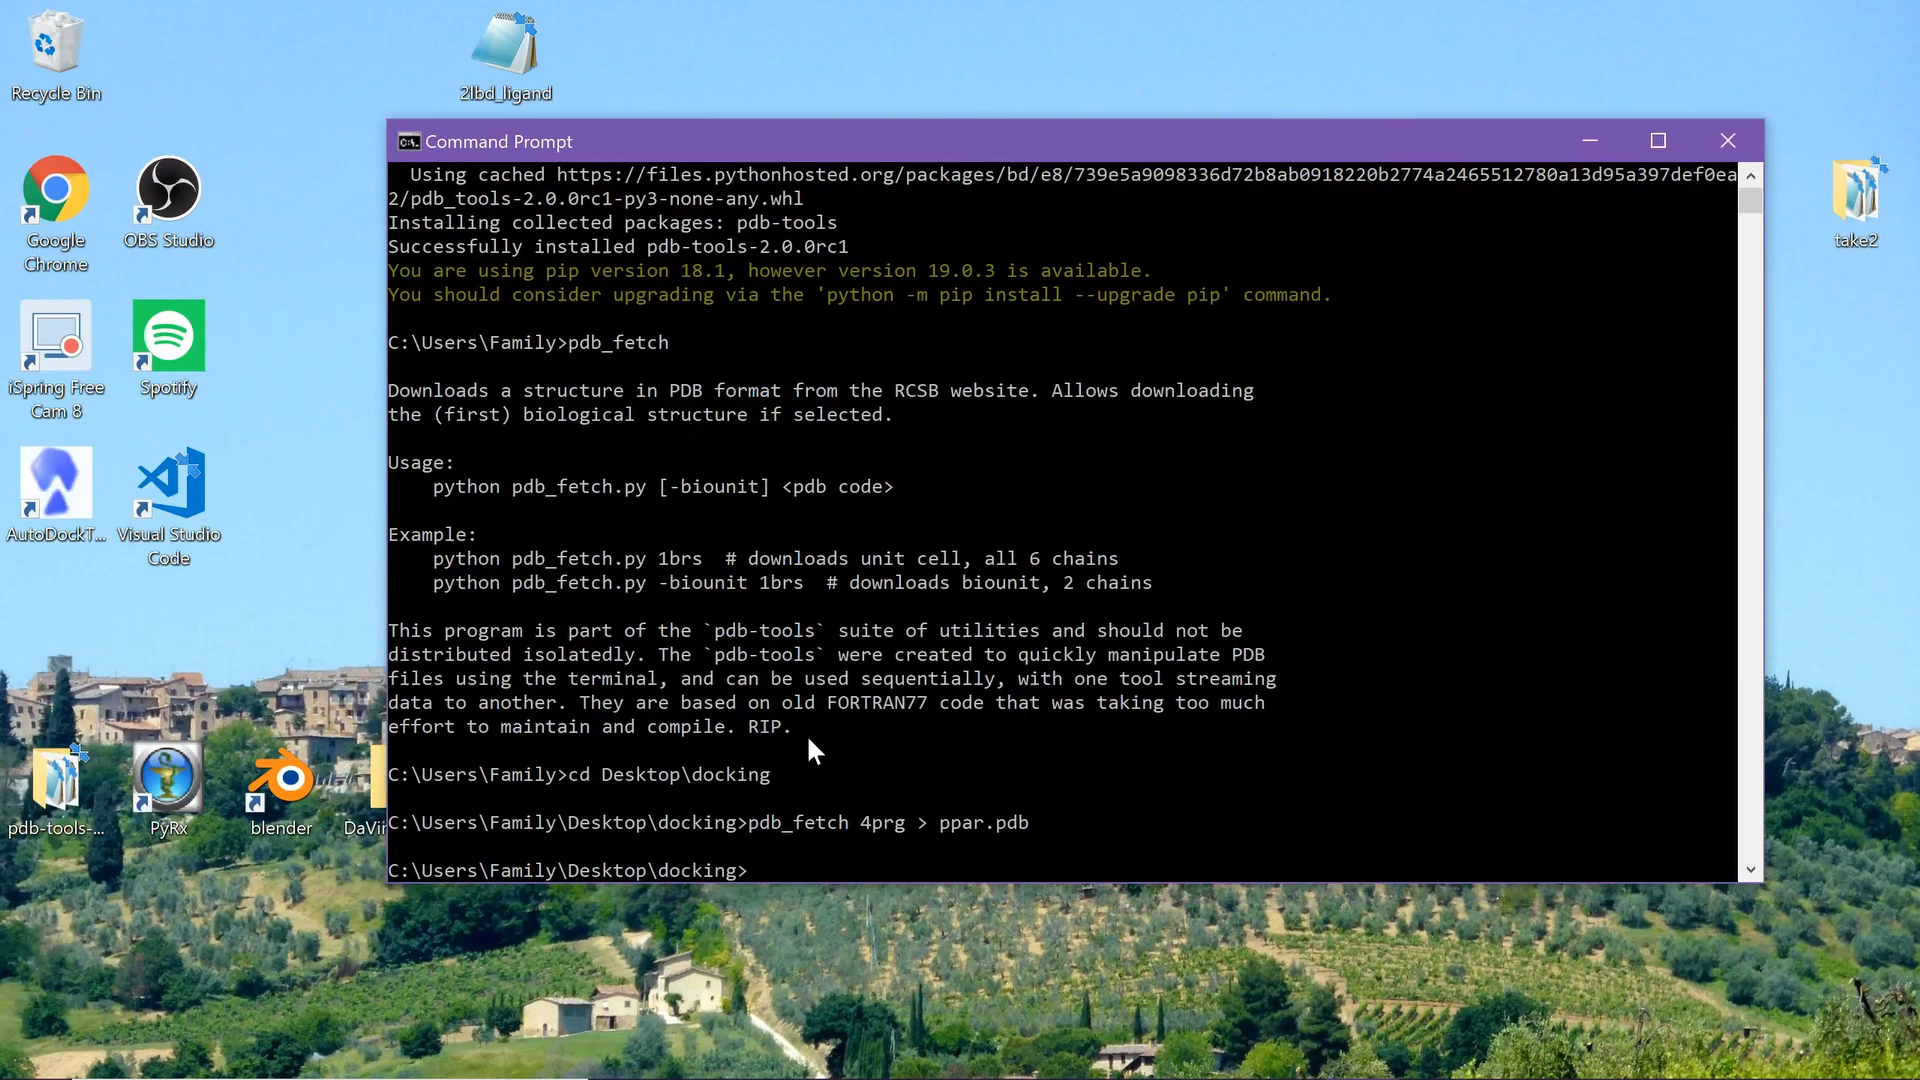 Recycle Bin
2lbd_ligand
Google
Chrome
OBS Studio
take2
iSpring Free
Cam 8
Spotify
AutoDockT...
Visual Studio
Code
pdb-tools-...
PyRx
blender
DaVi
C:\.
Command Prompt
Using cached https://files.pythonhosted.org/packages/bd/e8/739e5a9098336d72b8ab0918220b2774a2465512780a13d95a397def0ea
2/pdb_tools-2.0.0rc1-py3-none-any.whl
Installing collected packages: pdb-tools
Successfully installed pdb-tools-2.0.0rc1
You are using pip version 18.1, however version 19.0.3 is available.
You should consider upgrading via the 'python -m pip install --upgrade pip' command.
C:\Users\Family>pdb_fetch
Downloads a structure in PDB format from the RCSB website. Allows downloading
the (first) biological structure if selected.
Usage:
python pdb_fetch.py [-biounit] <pdb code>
Example:
python pdb_fetch.py 1brs  # downloads unit cell, all 6 chains
python pdb_fetch.py -biounit 1brs  # downloads biounit, 2 chains
This program is part of the `pdb-tools` suite of utilities and should not be
distributed isolatedly. The `pdb-tools` were created to quickly manipulate PDB
files using the terminal, and can be used sequentially, with one tool streaming
data to another. They are based on old FORTRAN77 code that was taking too much
effort to maintain and compile. RIP.
C:\Users\Family>cd Desktop\docking
C:\Users\Family\Desktop\docking>pdb_fetch 4prg > ppar.pdb
C:\Users\Family\Desktop\docking>